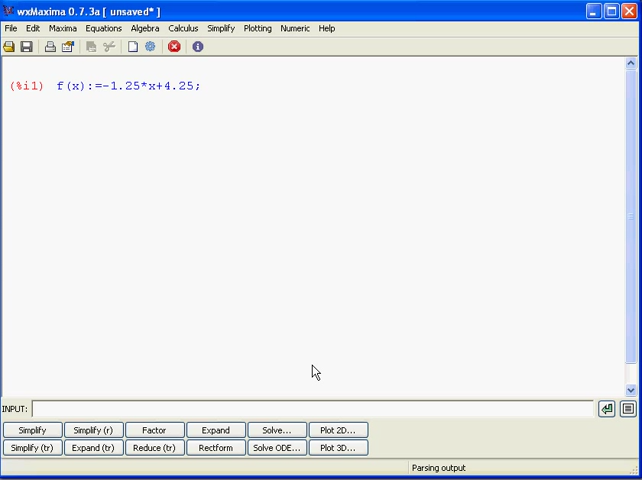 wxMaxima 0.7.3a [ unsaved* ]
File Edit Maxima Equations Algebra Calculus Simplify Plotting Numeric Help
(%i1) f(x):=-1.25*x+4.25;
INPUT:
Simplify Simplify (r) Factor Expand Solve... Plot 2D...
Simplify (tr) Expand (tr) Reduce (tr) Rectform Solve ODE... Plot 3D...
Parsing output